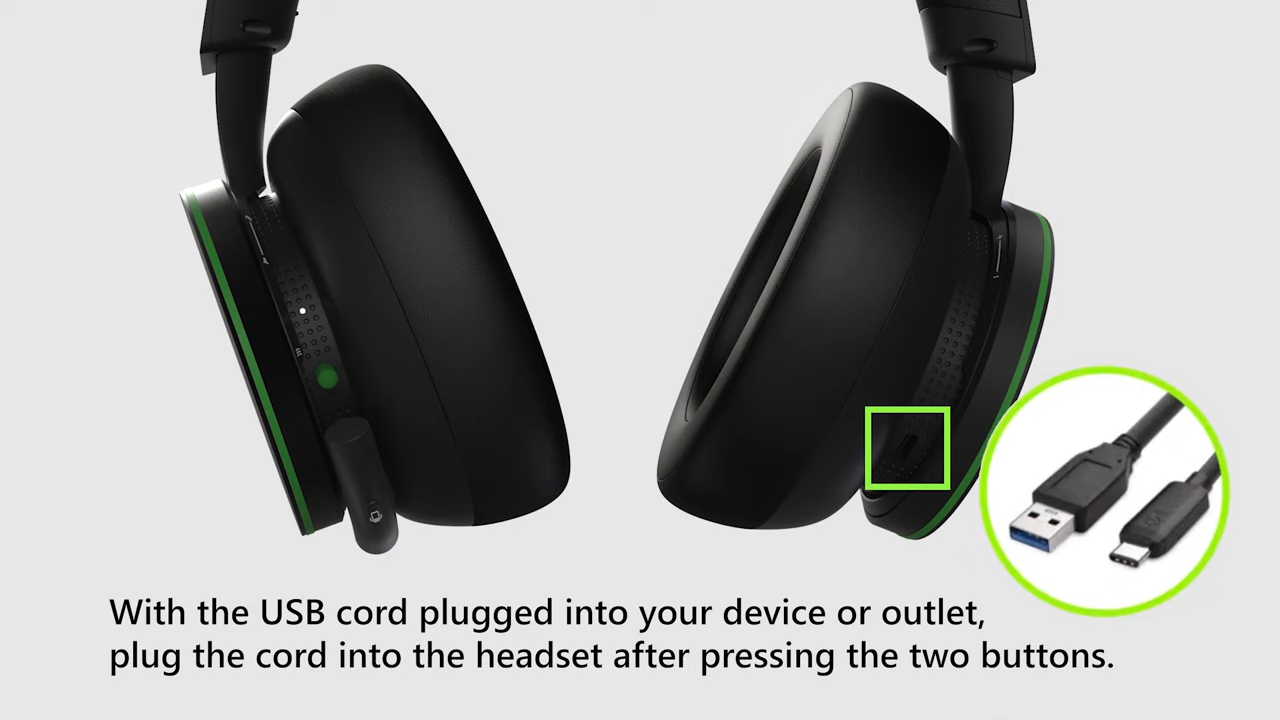 With the USB cord plugged into your device or outlet,
plug the cord into the headset after pressing the two buttons.